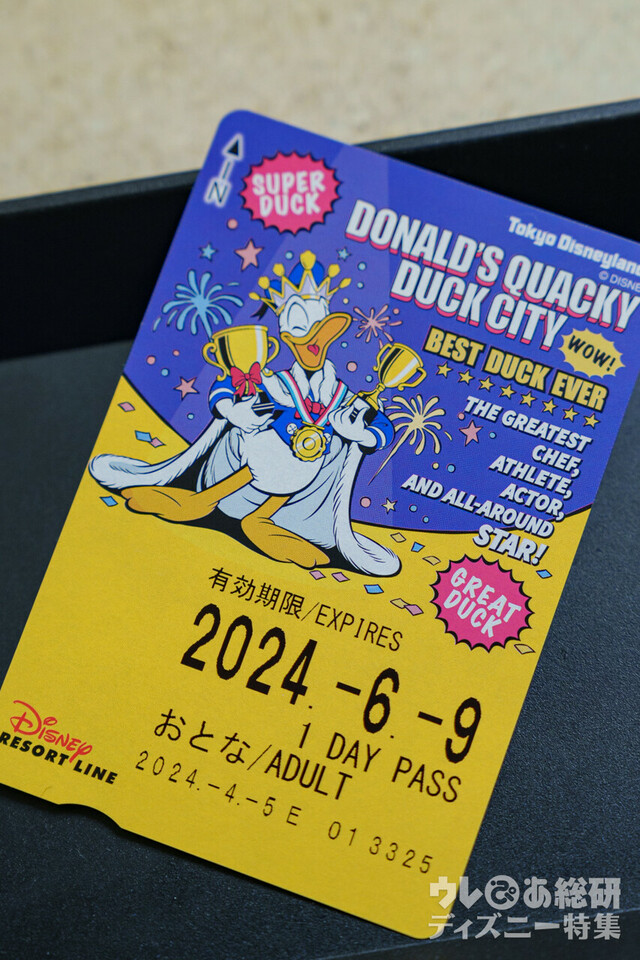 IN
SUPER
DUCK
Tokyo Disneyland
© DISNEY
DONALD'S QUACKY
DUCK CITY
WOW!
BEST DUCK EVER
THE GREATEST
CHEF,
ATHLETE,
ACTOR,
AND ALL-AROUND
STAR!
GREAT
DUCK
有効期限/EXPIRES
2024.-6.-9
1 DAY PASS
おとな/ADULT
2024.-4.-5 E 013325
Disney
RESORT LINE
ウレぴあ総研
ディズニー特集